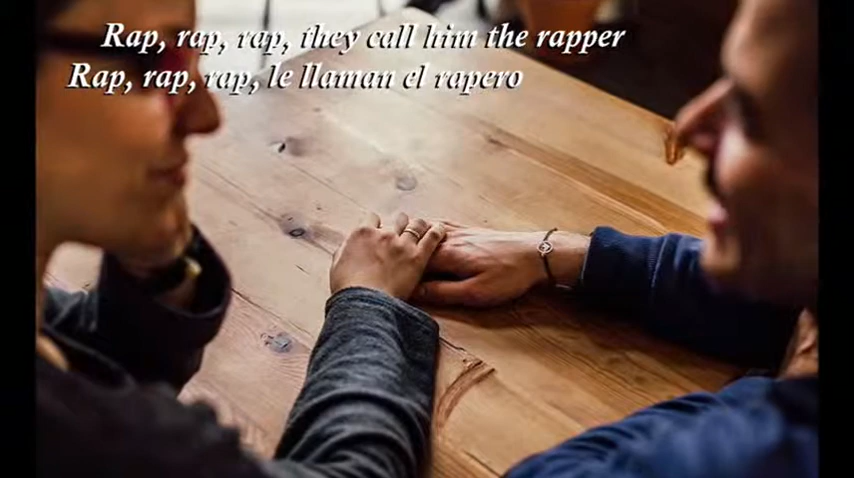 Rap, rap, rap, they call him the rapper
Rap, rap, rap, le llaman el rapero